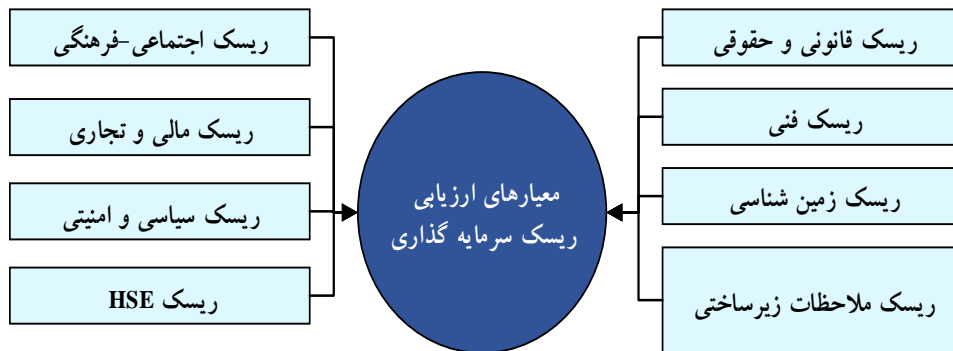 ریسک قانونی و حقوقی
ریسک فنی
ریسک زمین شناسی
ریسک ملاحظات زیرساختی
معیارهای ارزیابی
ریسک سرمایه گذاری
ریسک اجتماعی-فرهنگی
ریسک مالی و تجاری
ریسک سیاسی و امنیتی
ریسک HSE